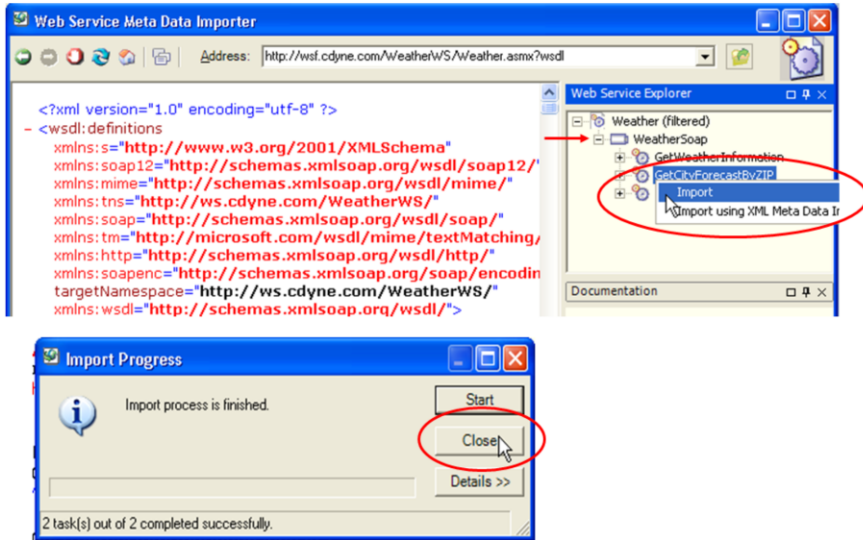 Web Service Meta Data Importer
Address: http://wsf.cdyne.com/WeatherWS/Weather.asmx?wsdl
<?xml version="1.0" encoding="utf-8" ?>
- <wsdl:definitions
xmlns:s="http://www.w3.org/2001/XMLSchema"
xmlns:soap12="http://schemas.xmlsoap.org/wsdl/soap12/"
xmlns:mime="http://schemas.xmlsoap.org/wsdl/mime/"
xmlns:tns="http://ws.cdyne.com/WeatherWS/"
xmlns:soap="http://schemas.xmlsoap.org/wsdl/soap/"
xmlns:tm="http://microsoft.com/wsdl/mime/textMatching/
xmlns:http="http://schemas.xmlsoap.org/wsdl/http/"
xmlns:soapenc="http://schemas.xmlsoap.org/soap/encodin
targetNamespace="http://ws.cdyne.com/WeatherWS/"
xmlns:wsdl="http://schemas.xmlsoap.org/wsdl/">
Web Service Explorer
Weather (filtered)
WeatherSoap
GetWeatherInformation
GetCityForecastByZIP
Import
Import using XML Meta Data I
Documentation
Import Progress
Import process is finished.
Start
Close
Details >>
2 task(s) out of 2 completed successfully.